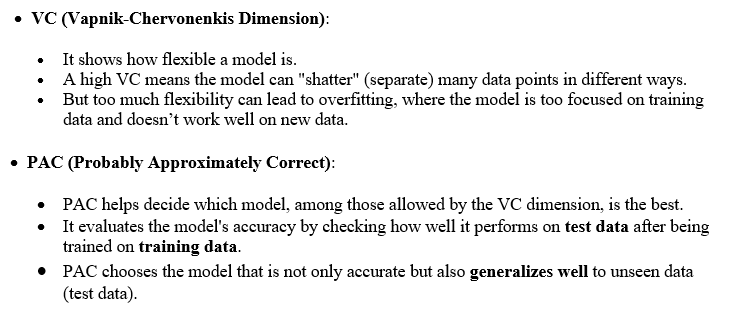 • VC (Vapnik-Chervonenkis Dimension):
• It shows how flexible a model is.
• A high VC means the model can "shatter" (separate) many data points in different ways.
• But too much flexibility can lead to overfitting, where the model is too focused on training
data and doesn’t work well on new data.
• PAC (Probably Approximately Correct):
• PAC helps decide which model, among those allowed by the VC dimension, is the best.
• It evaluates the model's accuracy by checking how well it performs on test data after being
trained on training data.
• PAC chooses the model that is not only accurate but also generalizes well to unseen data
(test data).